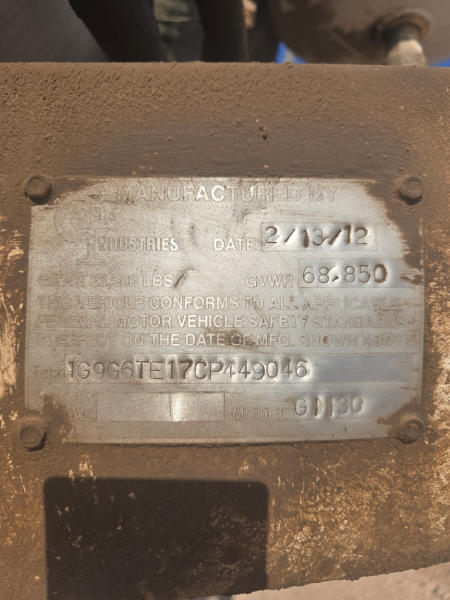 MANUFACTURED BY
INDUSTRIES DATE 2/13/12
LBS GVWR 68,850
THIS VEHICLE CONFORMS TO ALL APPLICABLE
FEDERAL MOTOR VEHICLE SAFETY STANDARDS
IN EFFECT ON THE DATE OF MFG. SHOWN ABOVE
1G9G6TE17CP449046
MODEL